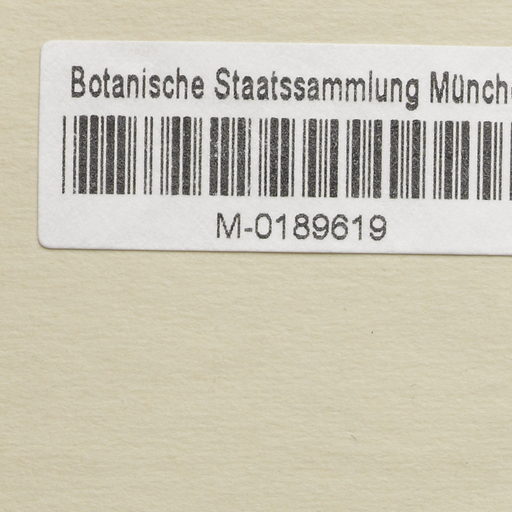 Botanische Staatssammlung Münch
M-0189619